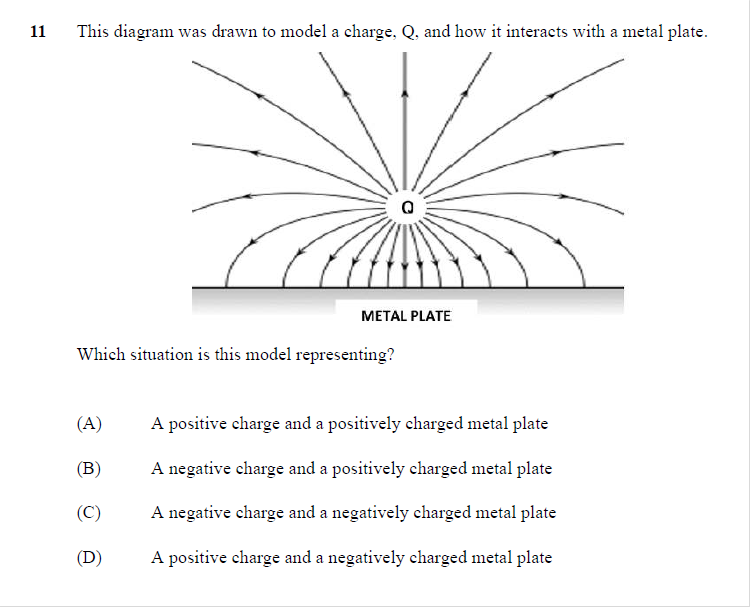 11 This diagram was drawn to model a charge, Q, and how it interacts with a metal plate.
Q
METAL PLATE
Which situation is this model representing?
(A) A positive charge and a positively charged metal plate
(B) A negative charge and a positively charged metal plate
(C) A negative charge and a negatively charged metal plate
(D) A positive charge and a negatively charged metal plate